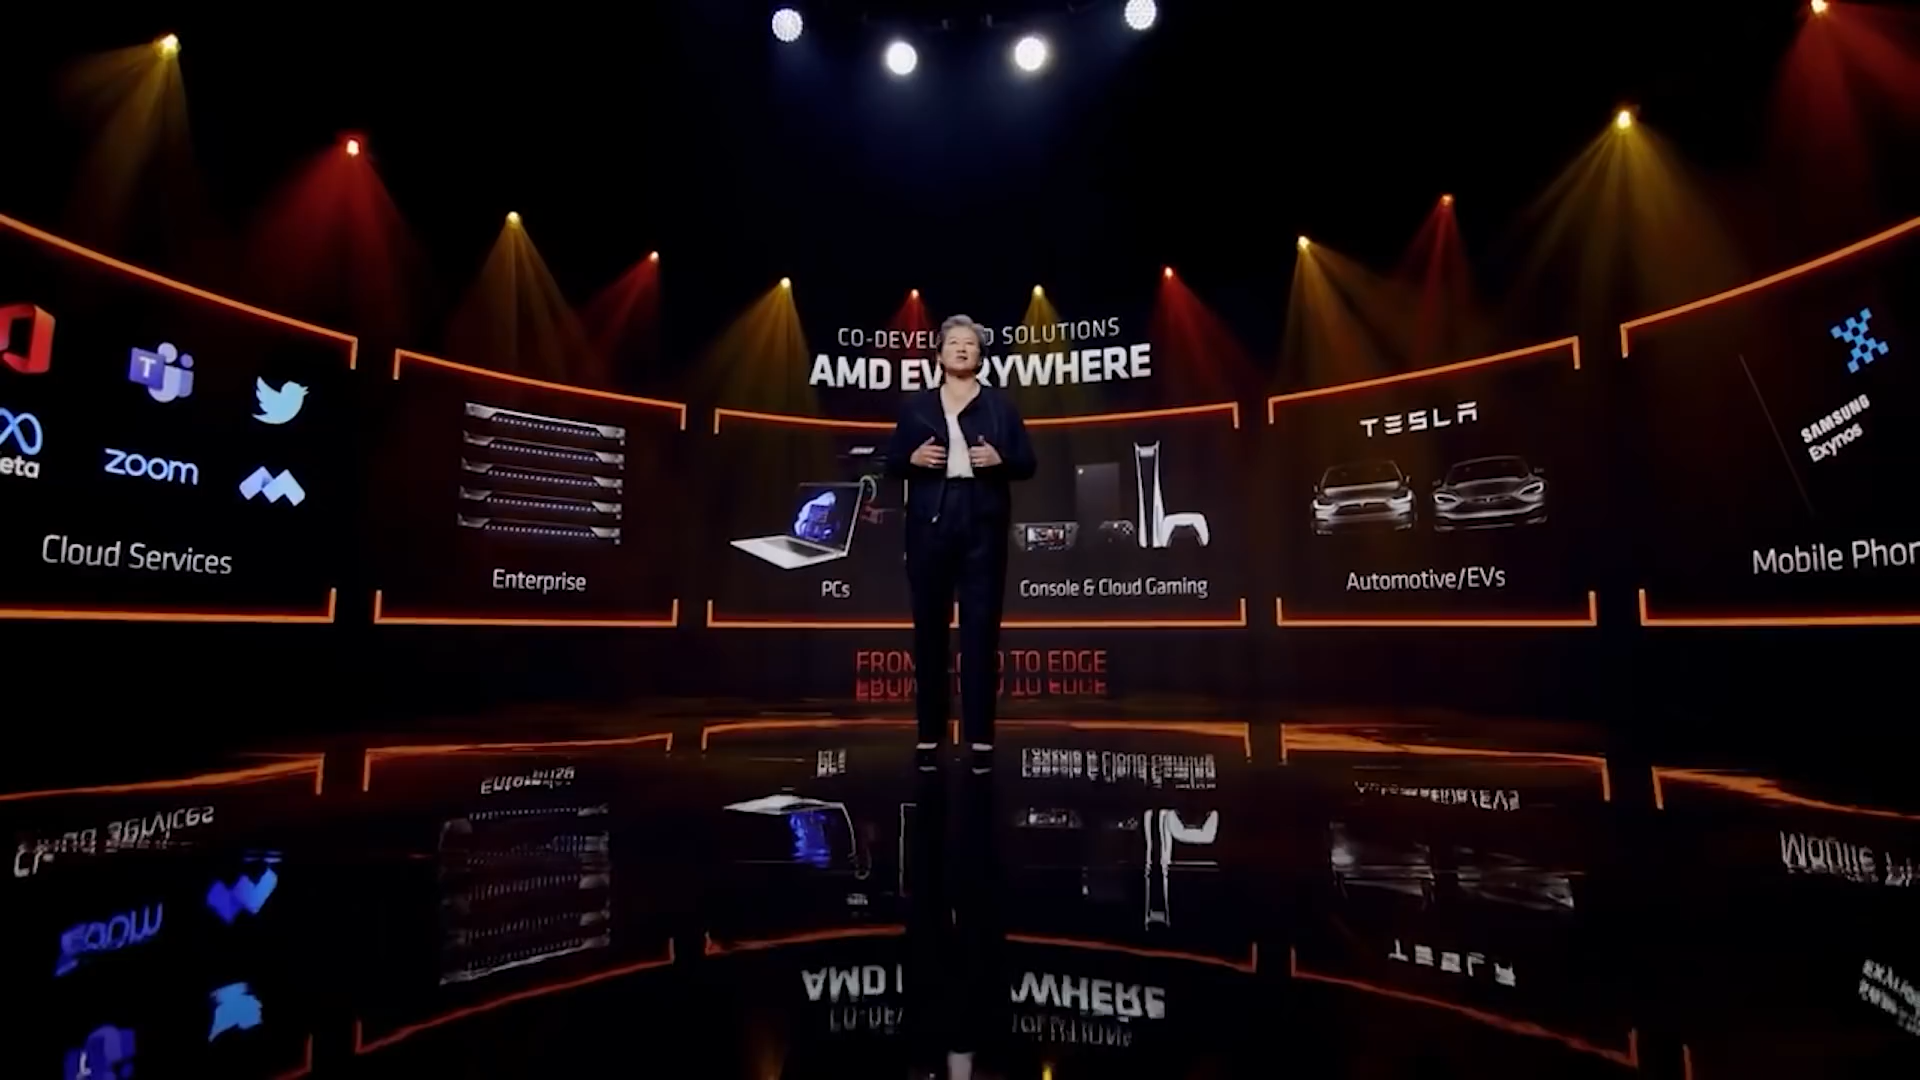 CO-DEVEL D SOLUTIONS
AMD EV RYWHERE
T
eta
zoom
Cloud Services
Enterprise
PCs
Console & Cloud Gaming
TESLA
Automotive/EVs
SAMSUNG
Exynos
Mobile Phon
FROM TO EDGE